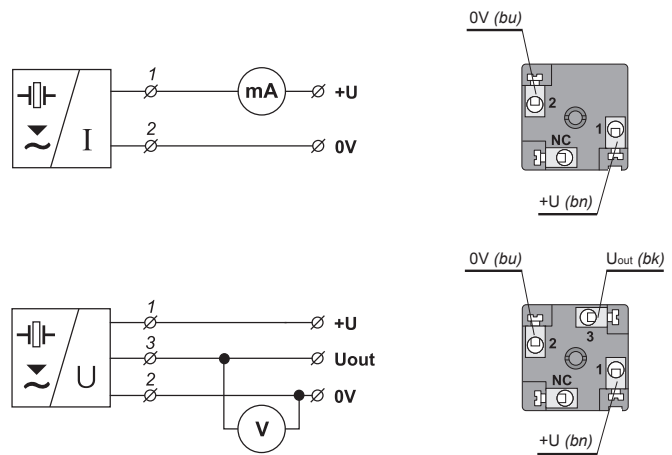 0V (bu)
1
mA
+U
2
I
0V
2
1
NC
+U (bn)
0V (bu)
Uout (bk)
1
+U
3
Uout
U
2
0V
V
3
2
1
NC
+U (bn)